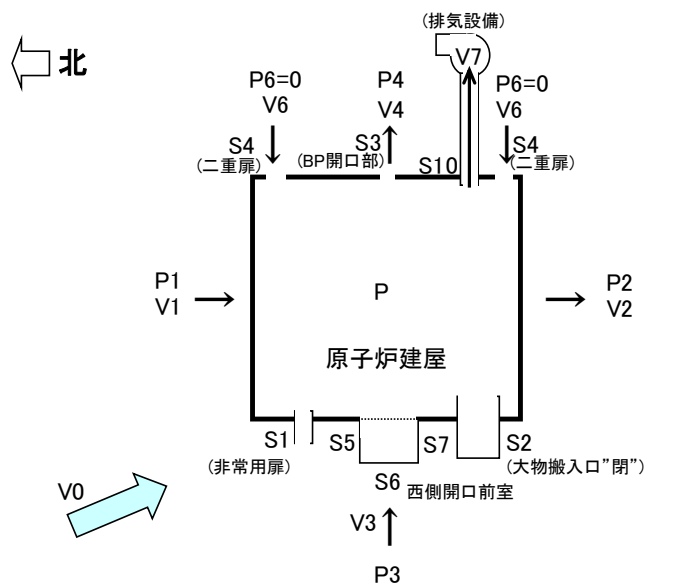 (排気設備)
北
V7
P6=0
V6
P4
V4
P6=0
V6
S4
(二重扉)
S3
(BP開口部)
S10
S4
(二重扉)
P1
V1
P
P2
V2
原子炉建屋
S1
(非常用扉)
S5
S7
S2
(大物搬入口”閉”)
S6
西側開口前室
V0
V3
P3